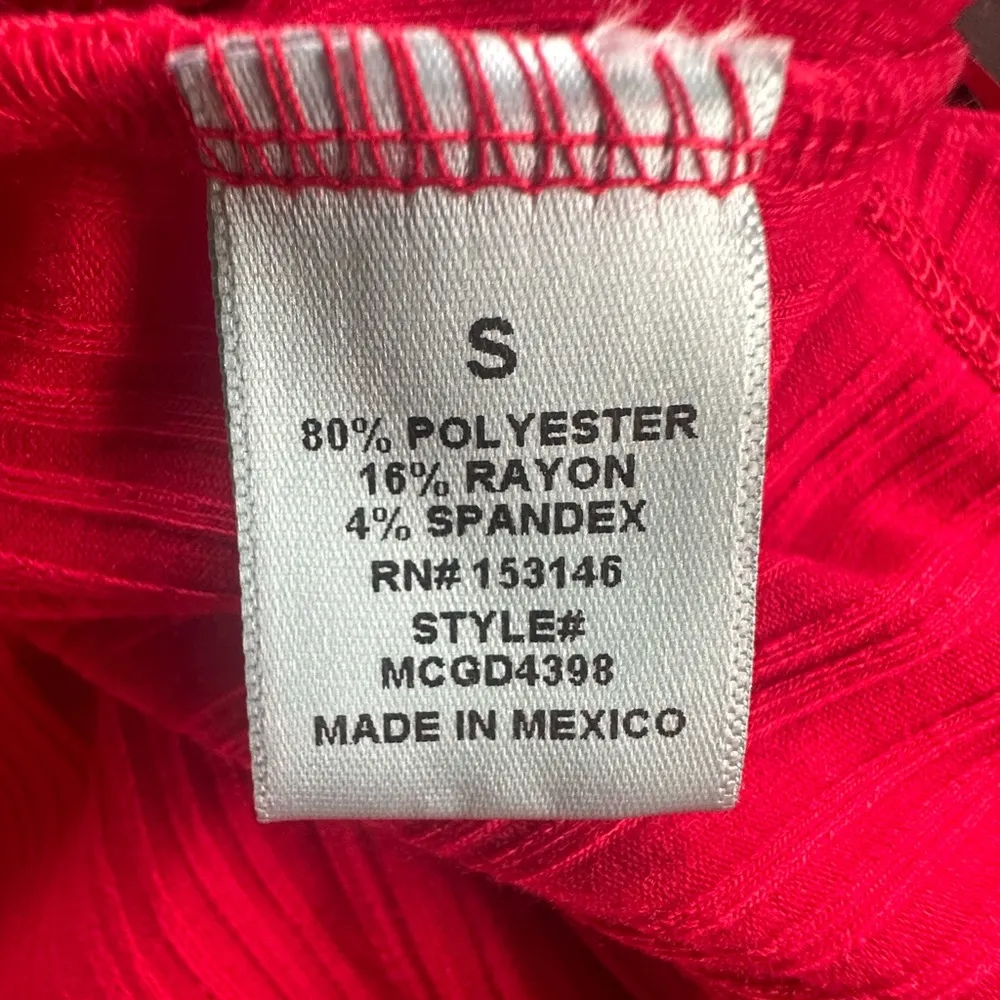 S
80% POLYESTER
16% RAYON
4% SPANDEX
RN# 153146
STYLE#
MCGD4398
MADE IN MEXICO